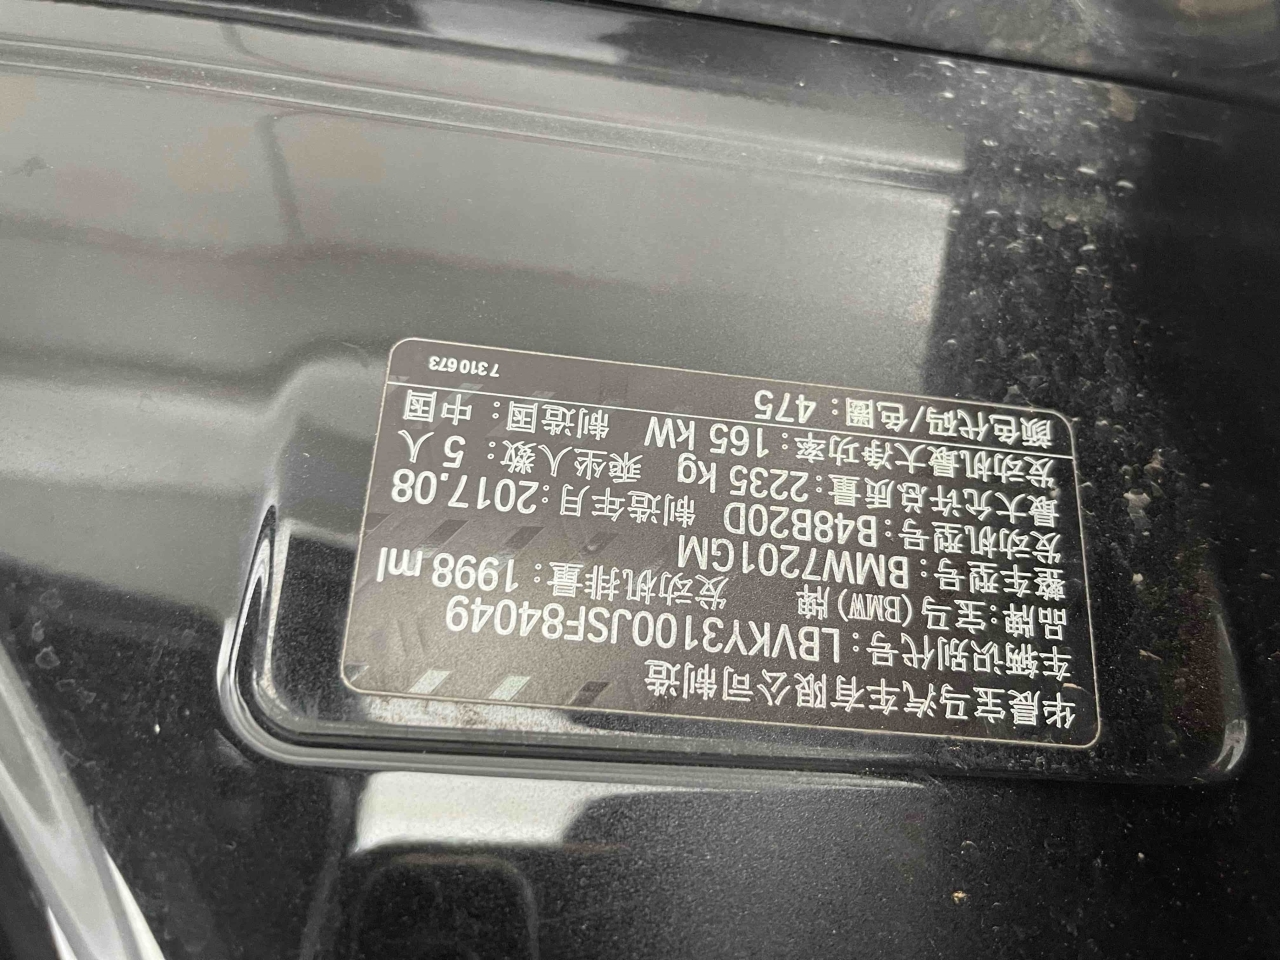 华晨宝马汽车有限公司制造
车辆识别代号:LBVKY3100JSF84049
品牌:宝马(BMW)牌 发动机排量:1998 ml
整车型号:BMW7201GM
发动机型号:B48B20D 制造年月:2017.08
最大允许总质量:2235 kg 乘坐人数: 5 人
发动机最大净功率:165 kW 制造国:中国
颜色代码/色圖:475
7310673